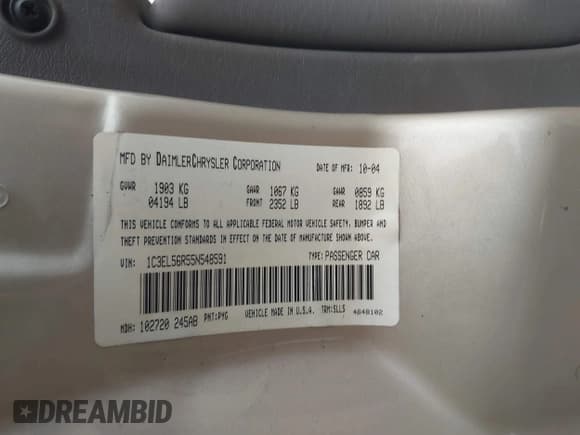 MFD BY DAIMLERCHRYSLER CORPORATION DATE OF MFR: 10-04
GVWR 1903 KG GAWR 1067 KG GAWR 0859 KG
04194 LB FRONT 2352 LB REAR 1892 LB
THIS VEHICLE CONFORMS TO ALL APPLICABLE FEDERAL MOTOR VEHICLE SAFETY, BUMPER AND
THEFT PREVENTION STANDARDS IN EFFECT ON THE DATE OF MANUFACTURE SHOWN ABOVE.
VIN: 1C3EL56R55N548591 TYPE: PASSENGER CAR
MDH: 102720 245AB PNT: PYG VEHICLE MADE IN U.S.A. TRM: SLLS 4848102
DREAMBID